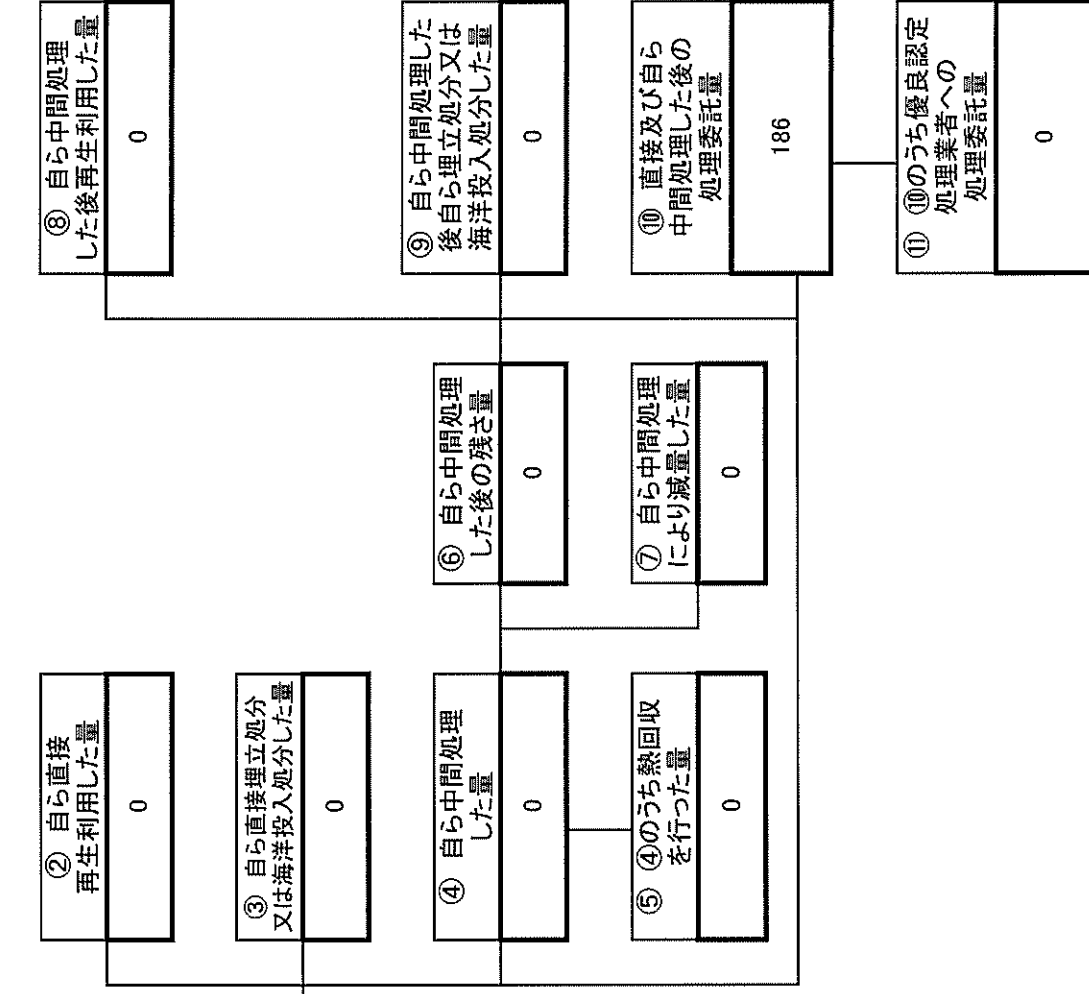 ② 自ら直接
再生利用した量
0
③ 自ら直接埋立処分
又は海洋投入処分した量
0
④ 自ら中間処理
した量
0
⑤ ④のうち熱回収
を行った量
0
⑥ 自ら中間処理
した後の残さ量
0
⑦ 自ら中間処理
により減量した量
0
⑧ 自ら中間処理
した後再生利用した量
0
⑨ 自ら中間処理した
後自ら埋立処分又は
海洋投入処分した量
0
⑩ 直接及び自ら
中間処理した後の
処理委託量
186
⑪ ⑩のうち優良認定
処理業者への
処理委託量
0